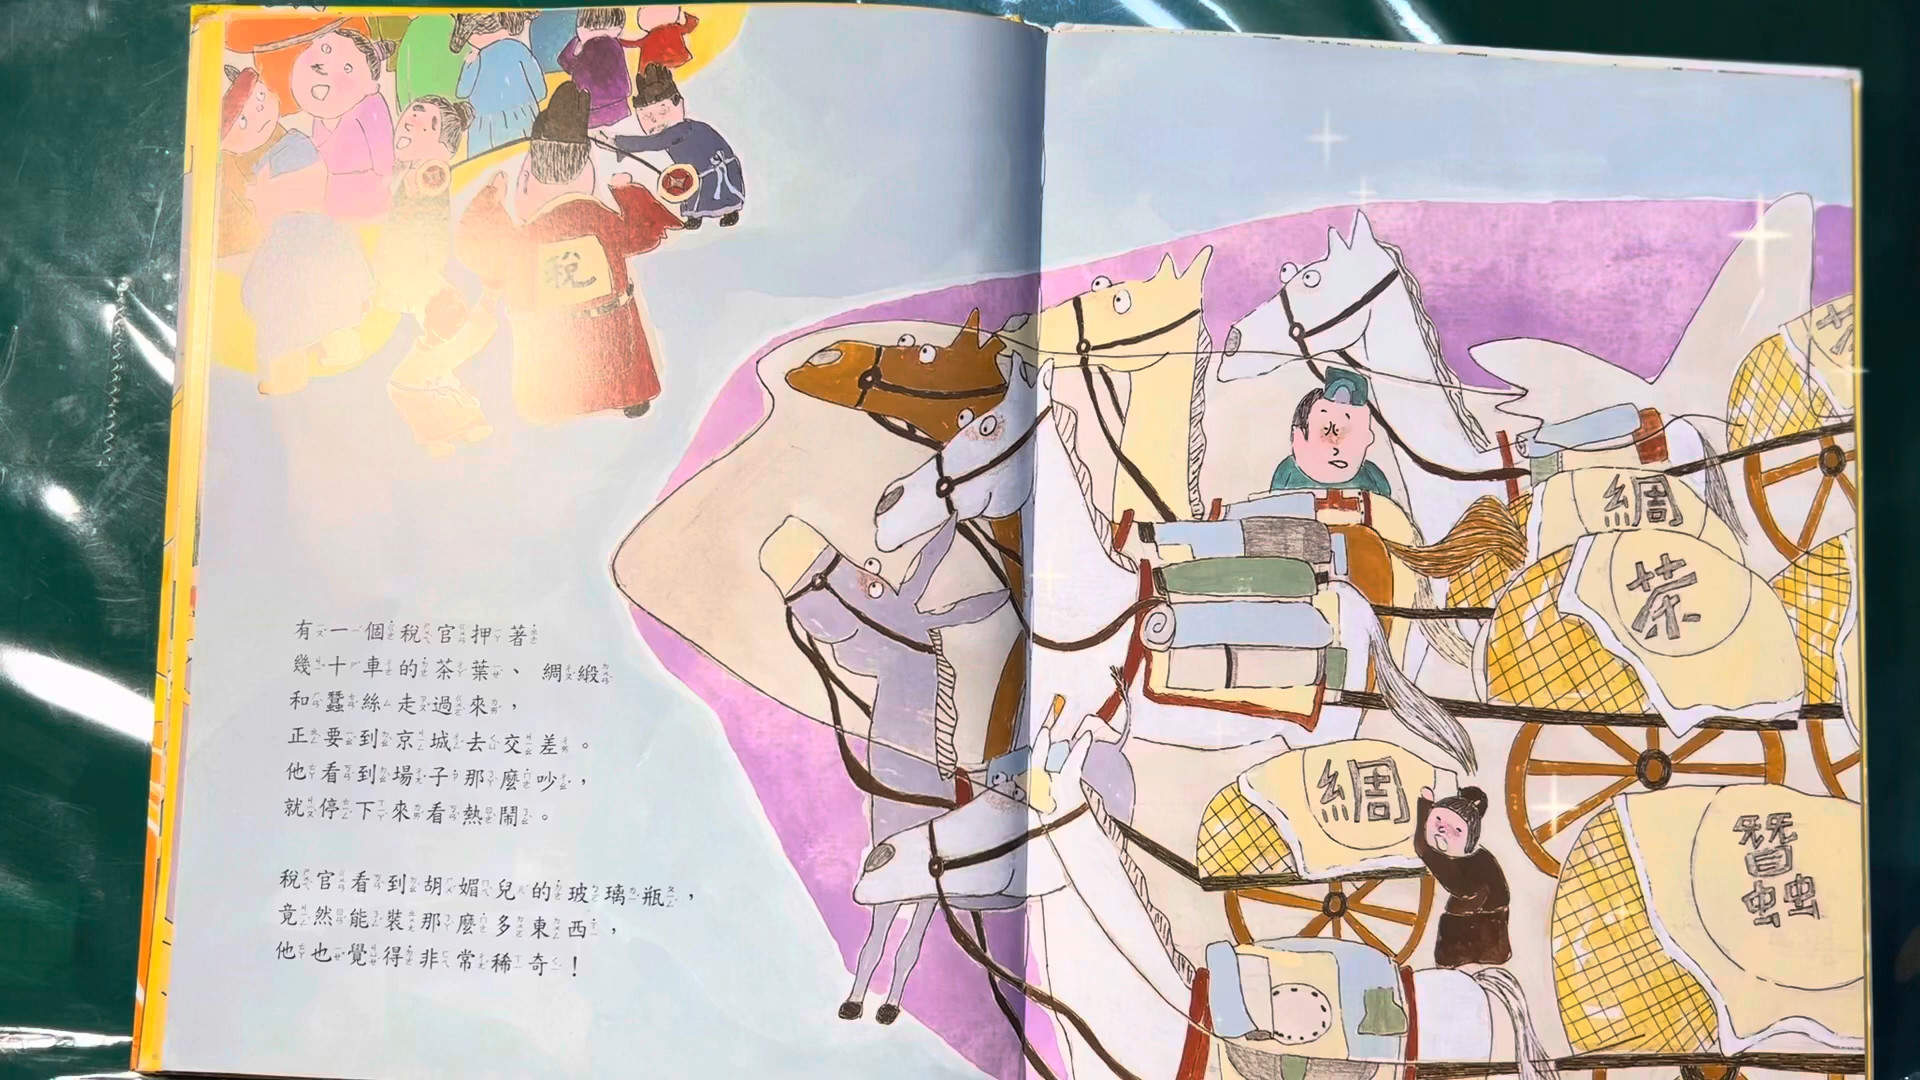 稅
有一個稅官押著
幾十車的茶葉、綢緞
和蠶絲走過來，
正要到京城去交差。
他看到場子那麼吵，
就停下來看熱鬧。
稅官看到胡媚兒的玻璃瓶，
竟然能裝那麼多東西，
他也覺得非常稀奇！
茶
綢
茶
綢
蠶